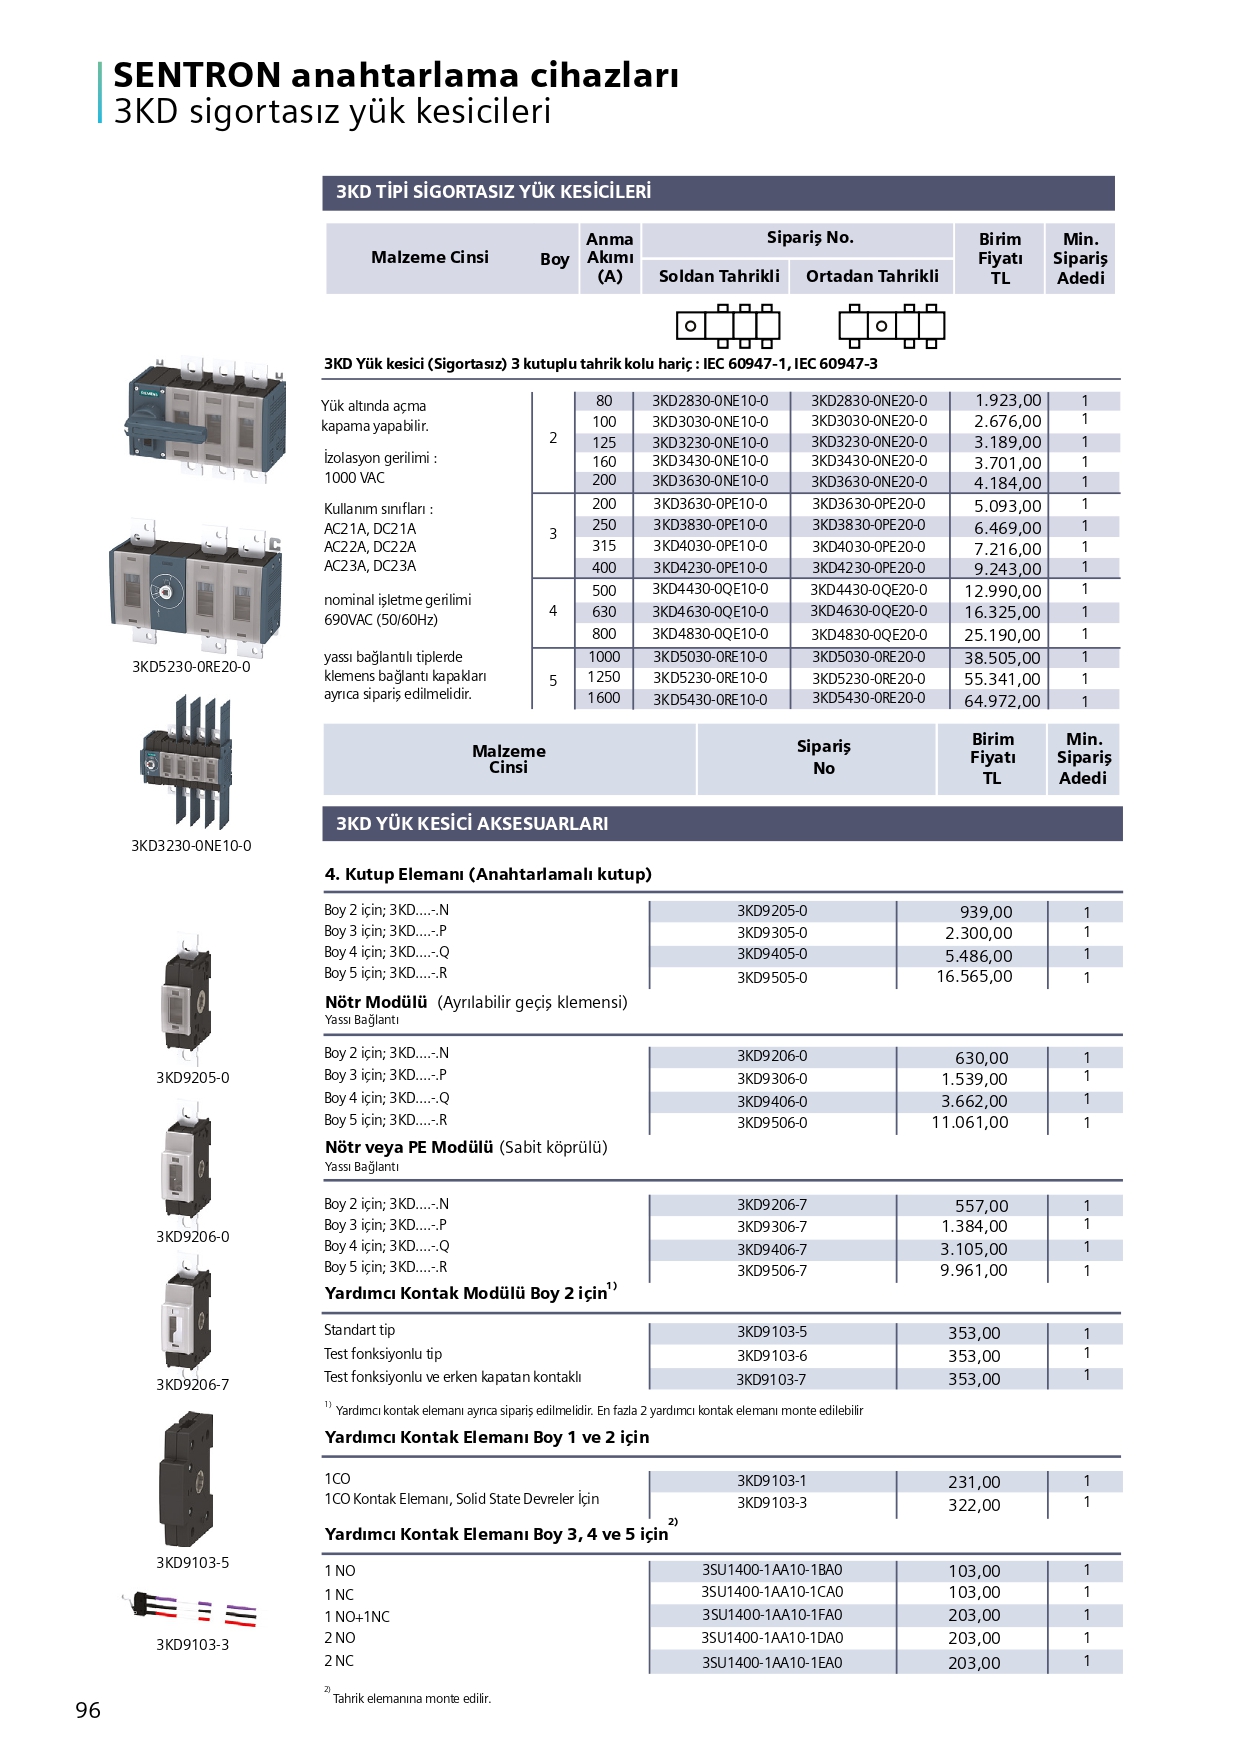 SENTRON anahtarlama cihazları
3KD sigortasız yük kesicileri
3KD TİPİ SİGORTASIZ YÜK KESİCİLERİ
Malzeme Cinsi Boy Anma Akımı (A) Sipariş No. Birim Fiyatı TL Min. Sipariş Adedi
Soldan Tahrikli Ortadan Tahrikli
3KD Yük kesici (Sigortasız) 3 kutuplu tahrik kolu hariç : IEC 60947-1, IEC 60947-3
Yük altında açma
kapama yapabilir.
İzolasyon gerilimi :
1000 VAC
Kullanım sınıfları :
AC21A, DC21A
AC22A, DC22A
AC23A, DC23A
nominal işletme gerilimi
690VAC (50/60Hz)
yassı bağlantılı tiplerde
klemens bağlantı kapakları
ayrıca sipariş edilmelidir.
2
80 3KD2830-0NE10-0 3KD2830-0NE20-0 1.923,00 1
100 3KD3030-0NE10-0 3KD3030-0NE20-0 2.676,00 1
125 3KD3230-0NE10-0 3KD3230-0NE20-0 3.189,00 1
160 3KD3430-0NE10-0 3KD3430-0NE20-0 3.701,00 1
200 3KD3630-0NE10-0 3KD3630-0NE20-0 4.184,00 1
3
200 3KD3630-0PE10-0 3KD3630-0PE20-0 5.093,00 1
250 3KD3830-0PE10-0 3KD3830-0PE20-0 6.469,00 1
315 3KD4030-0PE10-0 3KD4030-0PE20-0 7.216,00 1
400 3KD4230-0PE10-0 3KD4230-0PE20-0 9.243,00 1
4
500 3KD4430-0QE10-0 3KD4430-0QE20-0 12.990,00 1
630 3KD4630-0QE10-0 3KD4630-0QE20-0 16.325,00 1
800 3KD4830-0QE10-0 3KD4830-0QE20-0 25.190,00 1
5
1000 3KD5030-0RE10-0 3KD5030-0RE20-0 38.505,00 1
1250 3KD5230-0RE10-0 3KD5230-0RE20-0 55.341,00 1
1600 3KD5430-0RE10-0 3KD5430-0RE20-0 64.972,00 1
SIEMENS
3KD5230-0RE20-0
3KD3230-0NE10-0
Malzeme Cinsi Sipariş No Birim Fiyatı TL Min. Sipariş Adedi
3KD YÜK KESİCİ AKSESUARLARI
4. Kutup Elemanı (Anahtarlamalı kutup)
Boy 2 için; 3KD....-.N 3KD9205-0 939,00 1
Boy 3 için; 3KD....-.P 3KD9305-0 2.300,00 1
Boy 4 için; 3KD....-.Q 3KD9405-0 5.486,00 1
Boy 5 için; 3KD....-.R 3KD9505-0 16.565,00 1
Nötr Modülü (Ayrılabilir geçiş klemensi)
Yassı Bağlantı
Boy 2 için; 3KD....-.N 3KD9206-0 630,00 1
Boy 3 için; 3KD....-.P 3KD9306-0 1.539,00 1
Boy 4 için; 3KD....-.Q 3KD9406-0 3.662,00 1
Boy 5 için; 3KD....-.R 3KD9506-0 11.061,00 1
Nötr veya PE Modülü (Sabit köprülü)
Yassı Bağlantı
Boy 2 için; 3KD....-.N 3KD9206-7 557,00 1
Boy 3 için; 3KD....-.P 3KD9306-7 1.384,00 1
Boy 4 için; 3KD....-.Q 3KD9406-7 3.105,00 1
Boy 5 için; 3KD....-.R 3KD9506-7 9.961,00 1
Yardımcı Kontak Modülü Boy 2 için1)
Standart tip 3KD9103-5 353,00 1
Test fonksiyonlu tip 3KD9103-6 353,00 1
Test fonksiyonlu ve erken kapatan kontaklı 3KD9103-7 353,00 1
1) Yardımcı kontak elemanı ayrıca sipariş edilmelidir. En fazla 2 yardımcı kontak elemanı monte edilebilir
Yardımcı Kontak Elemanı Boy 1 ve 2 için
1CO 3KD9103-1 231,00 1
1CO Kontak Elemanı, Solid State Devreler İçin 3KD9103-3 322,00 1
Yardımcı Kontak Elemanı Boy 3, 4 ve 5 için2)
1 NO 3SU1400-1AA10-1BA0 103,00 1
1 NC 3SU1400-1AA10-1CA0 103,00 1
1 NO+1NC 3SU1400-1AA10-1FA0 203,00 1
2 NO 3SU1400-1AA10-1DA0 203,00 1
2 NC 3SU1400-1AA10-1EA0 203,00 1
2) Tahrik elemanına monte edilir.
3KD9205-0
3KD9206-0
3KD9206-7
3KD9103-5
3KD9103-3
96